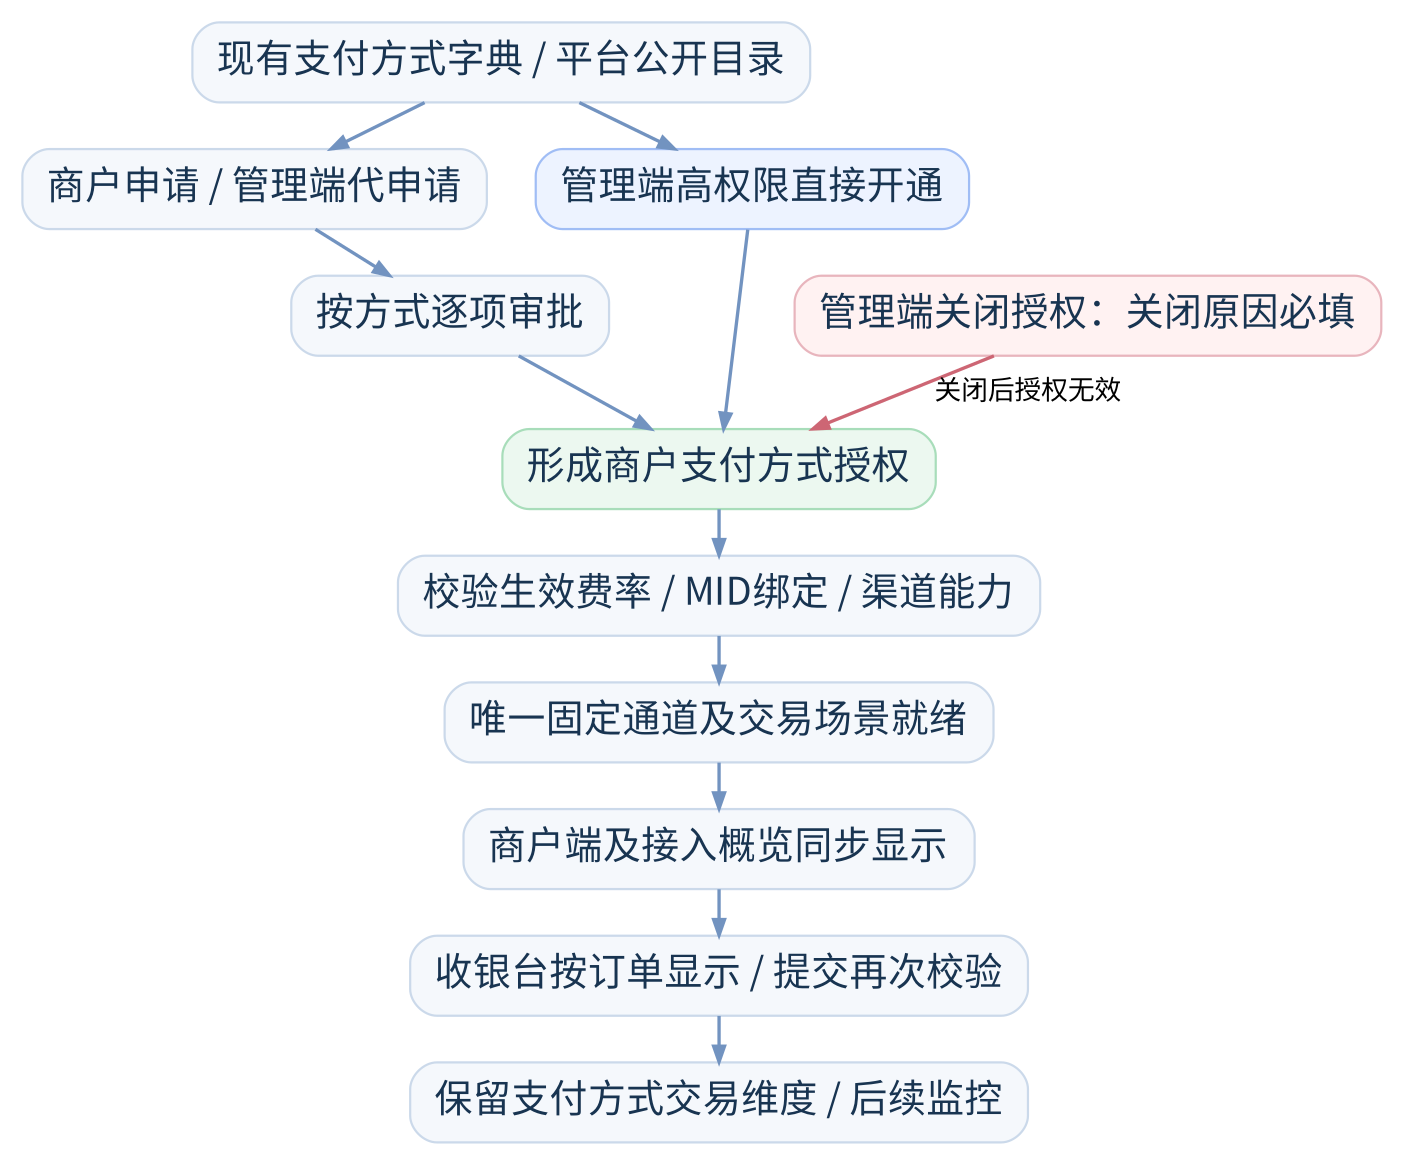 现有支付方式字典 / 平台公开目录
商户申请 / 管理端代申请
管理端高权限直接开通
按方式逐项审批
管理端关闭授权：关闭原因必填
关闭后授权无效
形成商户支付方式授权
校验生效费率 / MID绑定 / 渠道能力
唯一固定通道及交易场景就绪
商户端及接入概览同步显示
收银台按订单显示 / 提交再次校验
保留支付方式交易维度 / 后续监控